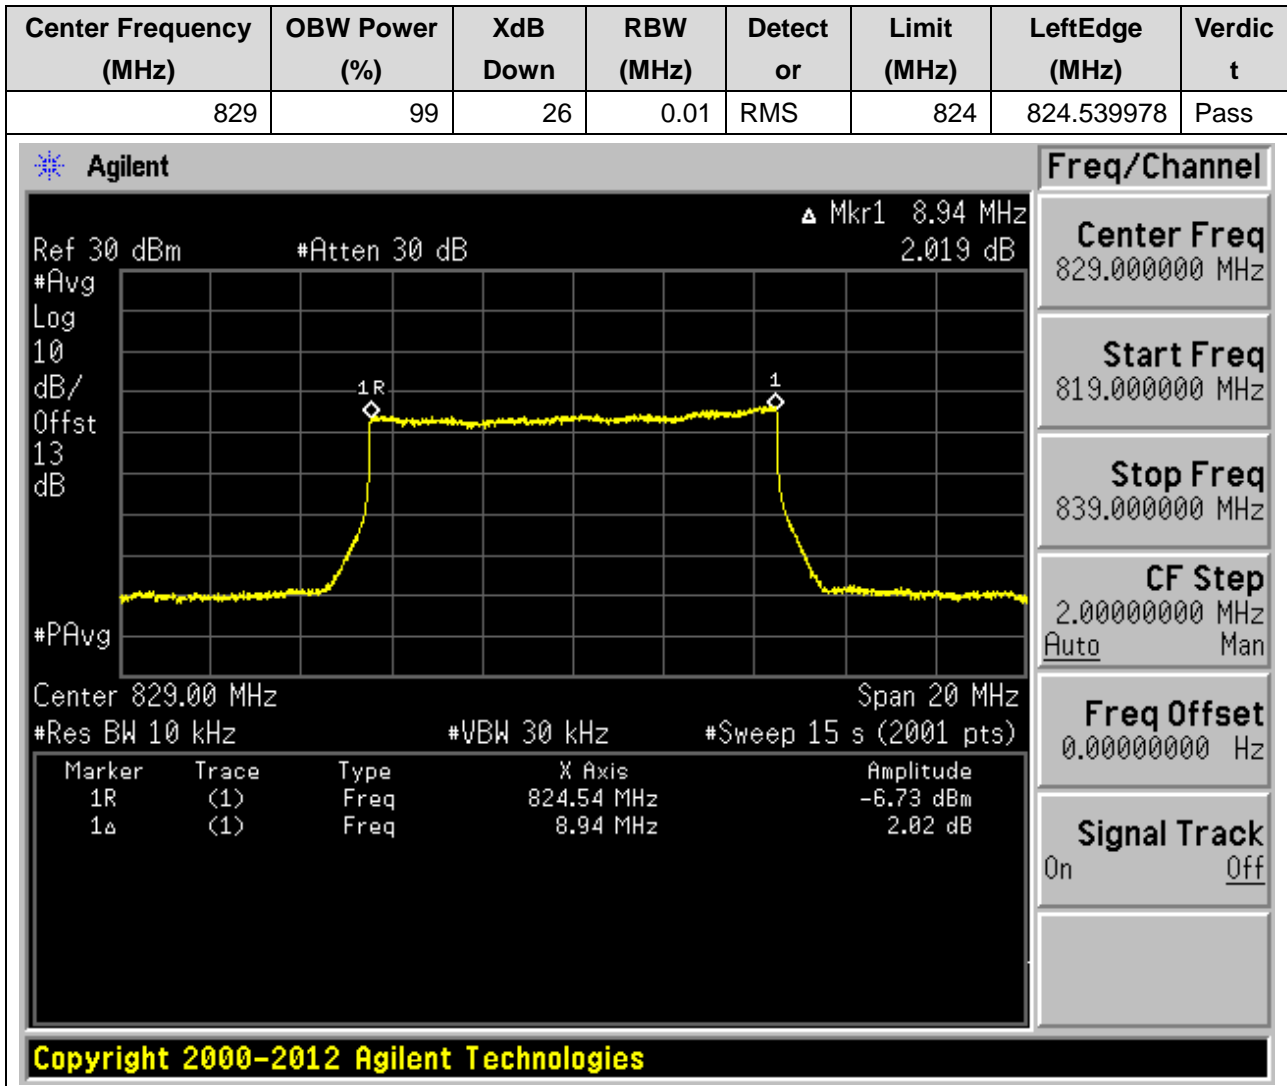 Center Frequency (MHz) OBW Power (%) XdB Down RBW (MHz) Detect or Limit (MHz) LeftEdge (MHz) Verdic t
829 99 26 0.01 RMS 824 824.539978 Pass
Agilent
Freq/Channel
Δ Mkr1 8.94 MHz
Ref 30 dBm #Atten 30 dB 2.019 dB
#Avg
Log
10
dB/
Offst
13
dB
1R
1
#PAvg
Center 829.00 MHz Span 20 MHz
#Res BW 10 kHz #VBW 30 kHz #Sweep 15 s (2001 pts)
Marker Trace Type X Axis Amplitude
1R (1) Freq 824.54 MHz -6.73 dBm
1Δ (1) Freq 8.94 MHz 2.02 dB
Center Freq
829.000000 MHz
Start Freq
819.000000 MHz
Stop Freq
839.000000 MHz
CF Step
2.00000000 MHz
Auto Man
Freq Offset
0.00000000 Hz
Signal Track
On Off
Copyright 2000-2012 Agilent Technologies